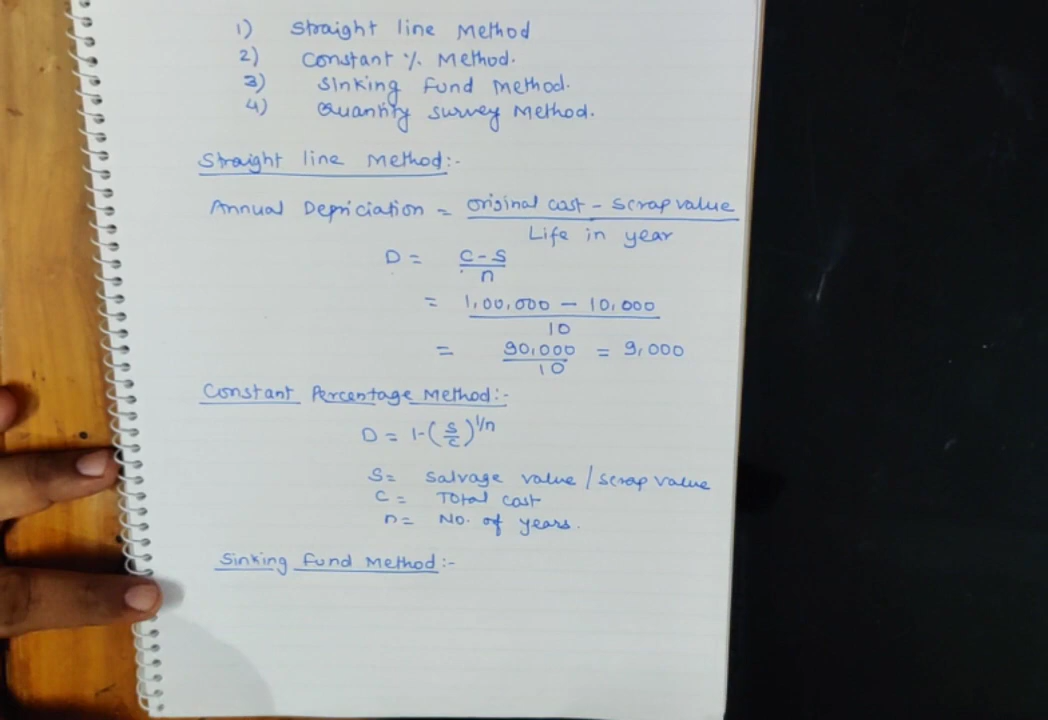 1) Straight line Method
2) Constant % Method.
3) Sinking Fund Method.
4) Quantity survey Method.
Straight line Method:-
Annual Depriciation = original cost - scrap value / Life in year
D = C-S / n
= 1,00,000 - 10,000 / 10
= 90,000 / 10 = 9,000
Constant Percentage Method:-
D = 1-(S/C)^1/n
S= Salvage value / scrap value
C = Total cost
n= No. of years.
Sinking Fund Method:-